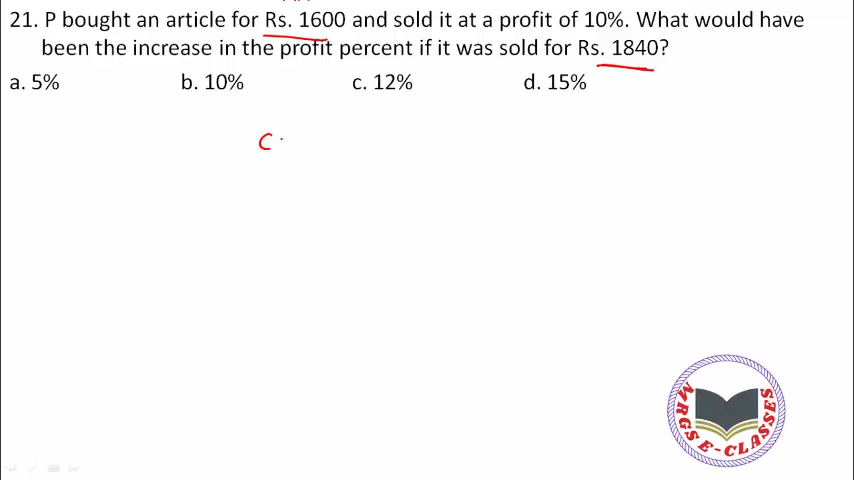 21. P bought an article for Rs. 1600 and sold it at a profit of 10%. What would have
been the increase in the profit percent if it was sold for Rs. 1840?
a. 5% b. 10% c. 12% d. 15%
C
MRGS E-CLASSES